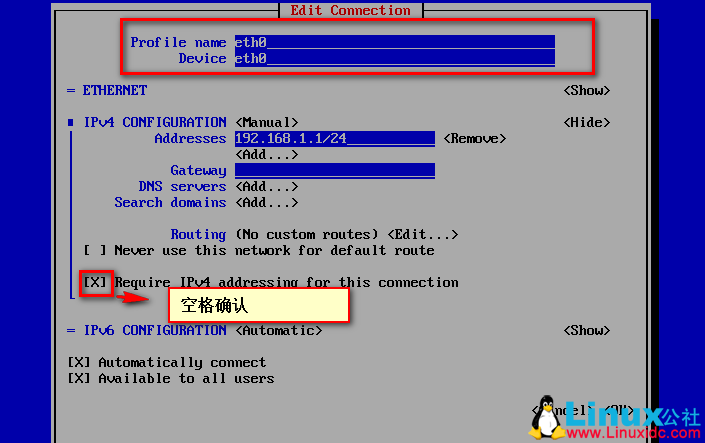 Edit Connection
Profile name eth0
Device eth0
= ETHERNET <Show>
IPv4 CONFIGURATION <Manual> <Hide>
Addresses 192.168.1.1/24 <Remove>
<Add...>
Gateway
DNS servers <Add...>
Search domains <Add...>
Routing (No custom routes) <Edit...>
[ ] Never use this network for default route
[X] Require IPv4 addressing for this connection
空格确认
= IPv6 CONFIGURATION <Automatic> <Show>
[X] Automatically connect
[X] Available to all users
Linux公社
www.Linuxidc.com